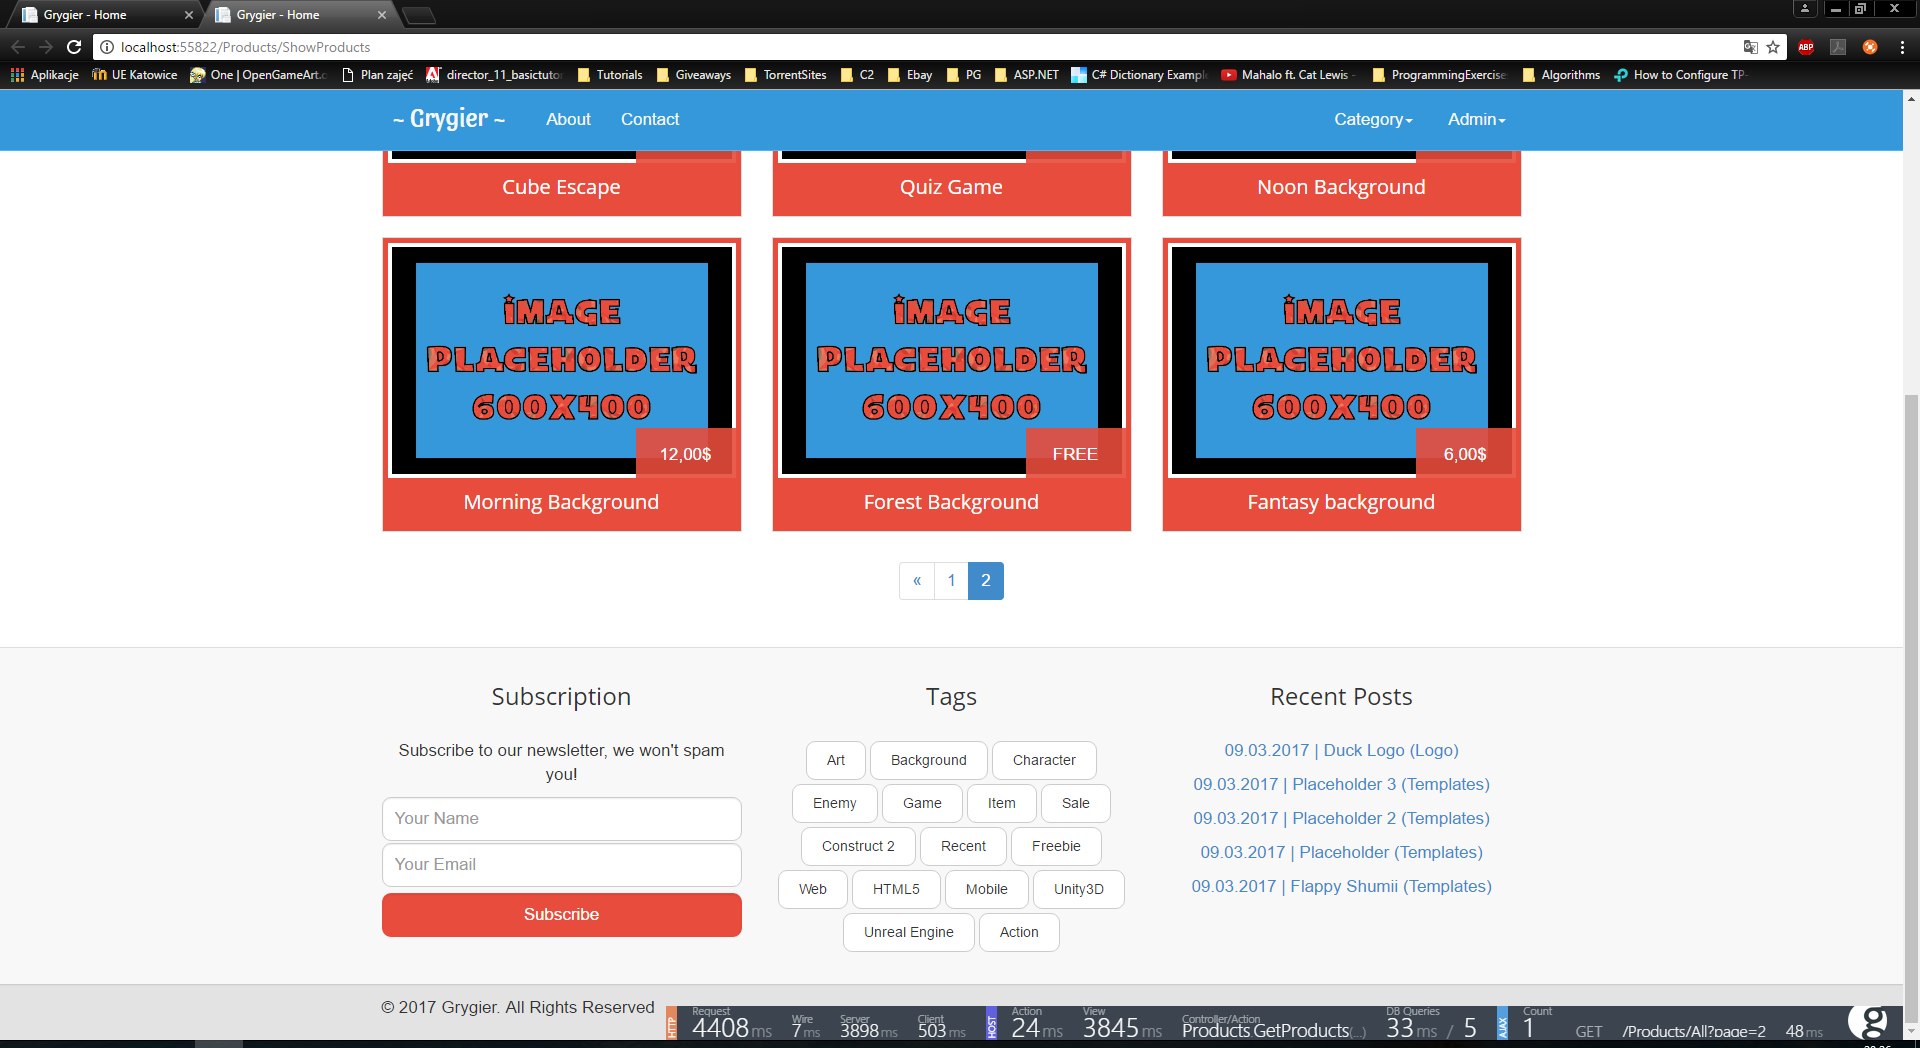 Grygier - Home
Grygier - Home
localhost:55822/Products/ShowProducts
ABP
Aplikacje UE Katowice One | OpenGameArt.o Plan zajęć director_11_basictutor Tutorials Giveaways TorrentSites C2 Ebay PG ASP.NET C# Dictionary Exampl Mahalo ft. Cat Lewis - ProgrammingExercise Algorithms How to Configure TP-
~ Grygier ~ About Contact Category Admin
Cube Escape Quiz Game Noon Background
IMAGE PLACEHOLDER 600X400
12,00$
Morning Background
IMAGE PLACEHOLDER 600X400
FREE
Forest Background
IMAGE PLACEHOLDER 600X400
6,00$
Fantasy background
« 1 2
Subscription
Subscribe to our newsletter, we won't spam
you!
Your Name
Your Email
Subscribe
Tags
Art Background Character
Enemy Game Item Sale
Construct 2 Recent Freebie
Web HTML5 Mobile Unity3D
Unreal Engine Action
Recent Posts
09.03.2017 | Duck Logo (Logo)
09.03.2017 | Placeholder 3 (Templates)
09.03.2017 | Placeholder 2 (Templates)
09.03.2017 | Placeholder (Templates)
09.03.2017 | Flappy Shumii (Templates)
© 2017 Grygier. All Rights Reserved
HTTP Request 4408 ms Wire 7 ms Server 3898 ms Client 503 ms HOST Action 24 ms View 3845 ms Controller/Action Products.GetProducts(...) DB Queries 33 ms / 5 AJAX Count 1 GET /Products/All?page=2 48 ms g